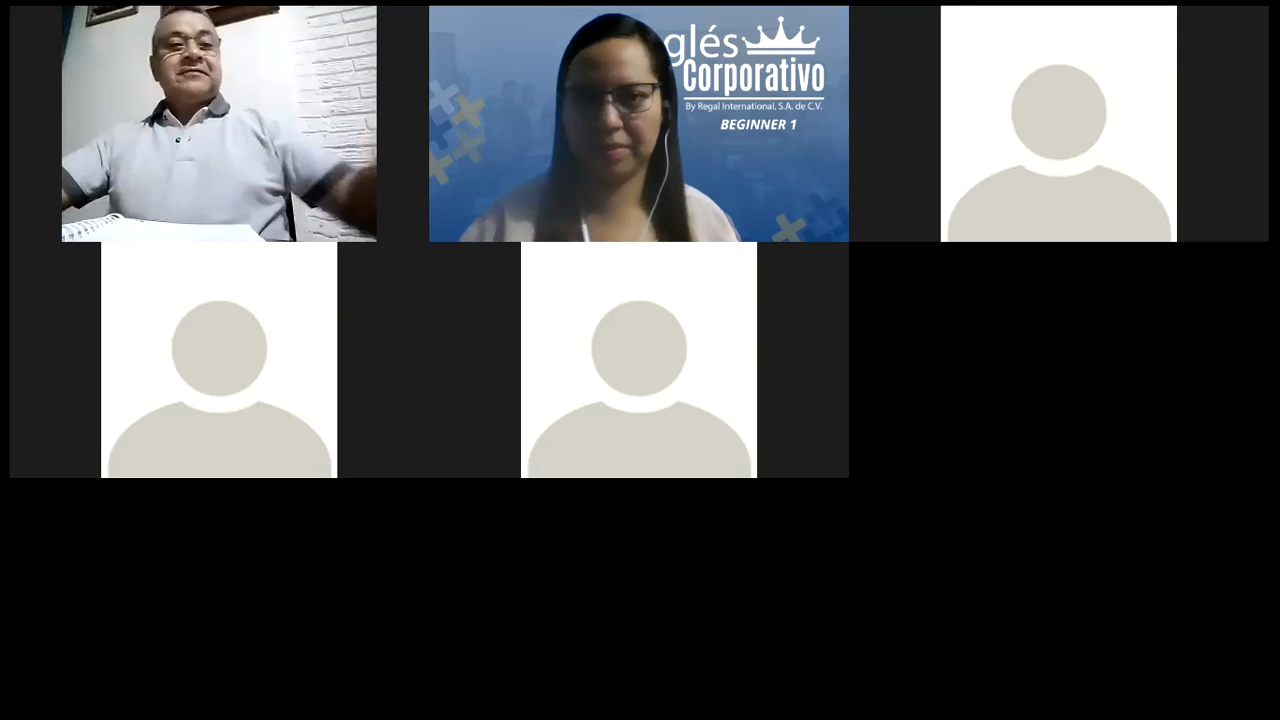 glés
Corporativo
By Regal International, S.A. de C.V.
BEGINNER 1